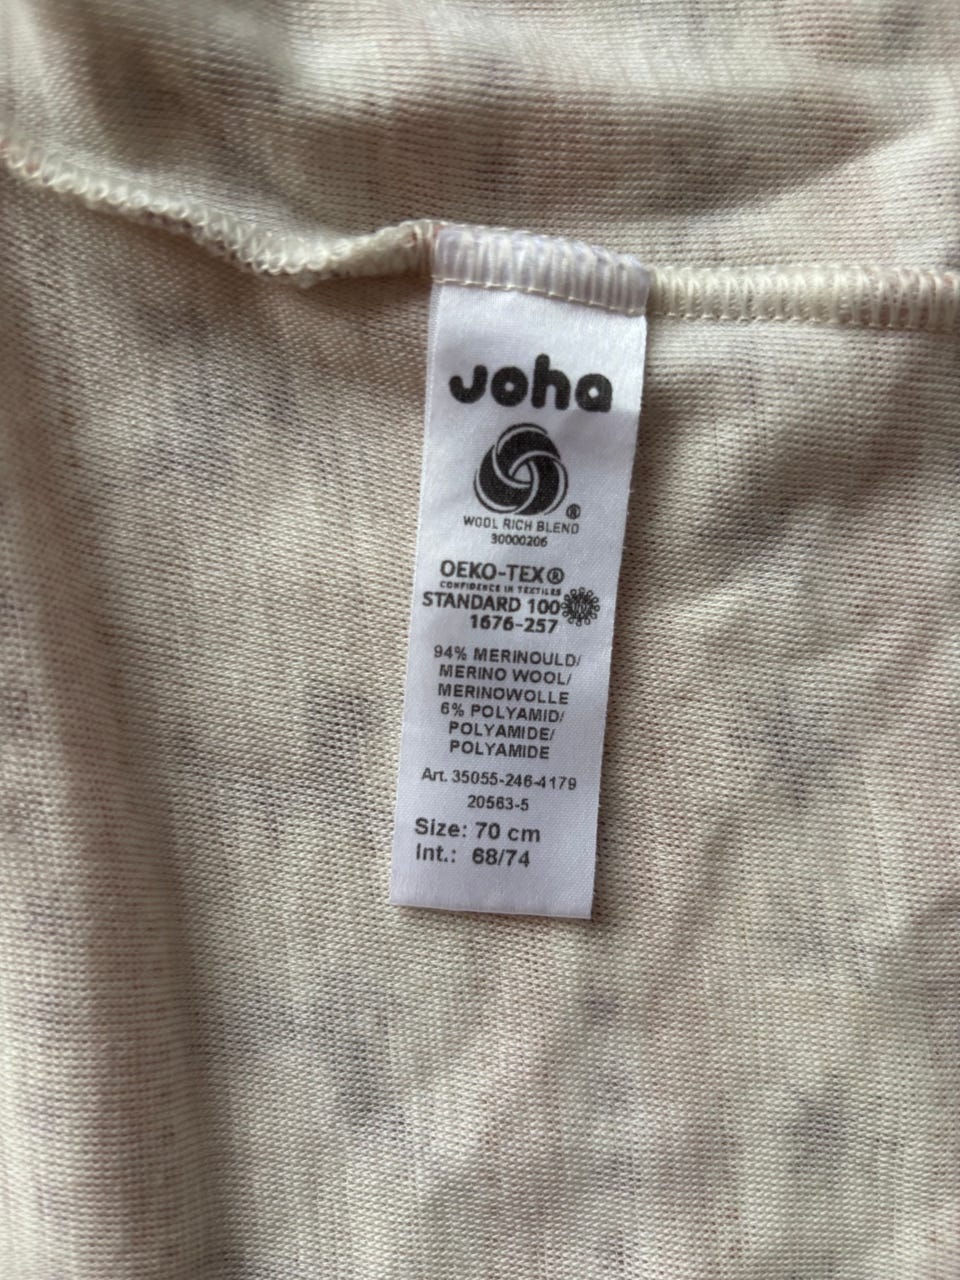 Joha
®
WOOL RICH BLEND
30000206
OEKO-TEX®
CONFIDENCE IN TEXTILES
STANDARD 100
1676-257
94% MERINOULD/
MERINO WOOL/
MERINOWOLLE
6% POLYAMID/
POLYAMIDE/
POLYAMIDE
Art. 35055-246-4179
20563-5
Size: 70 cm
Int.: 68/74